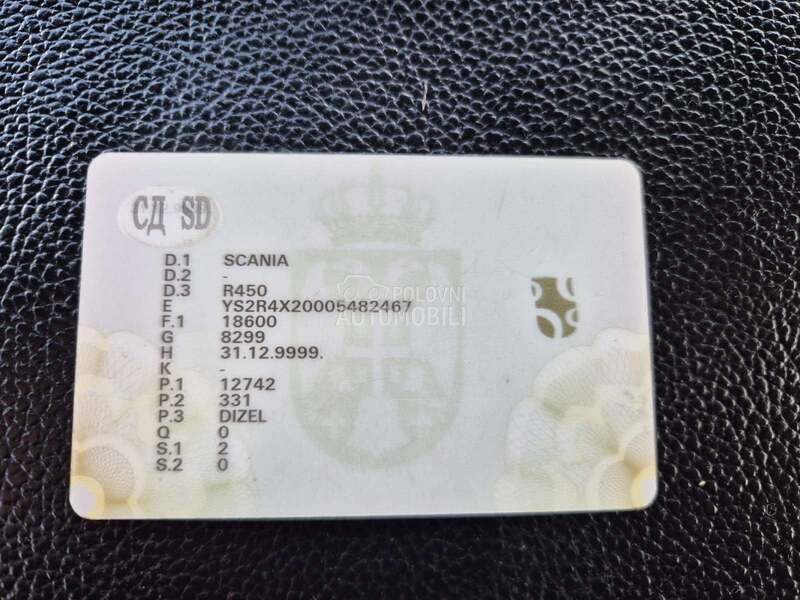 СД SD
D.1 SCANIA
D.2 -
D.3 R450
E YS2R4X20005482467
F.1 18600
G 8299
H 31.12.9999.
K -
P.1 12742
P.2 331
P.3 DIZEL
Q 0
S.1 2
S.2 0
POLOVNI
AUTOMOBILI